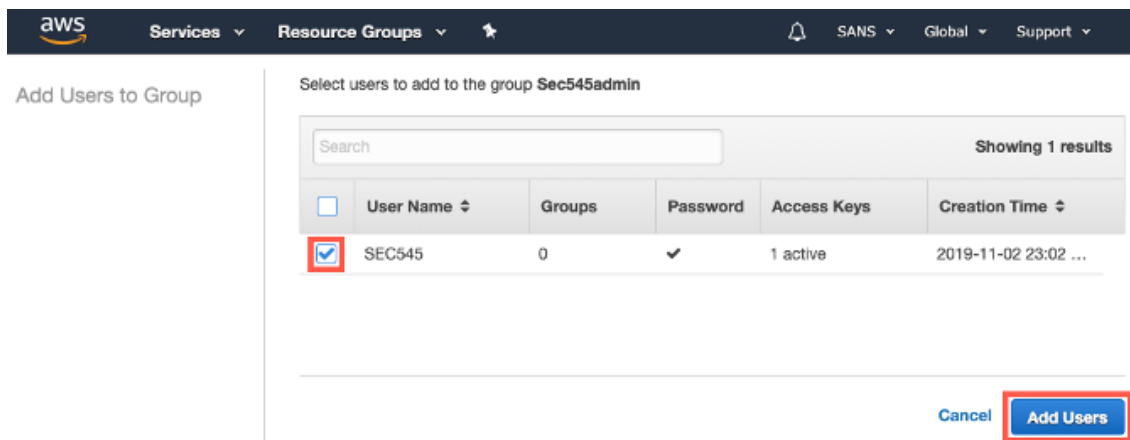 aws Services Resource Groups SANS Global Support
Add Users to Group
Select users to add to the group Sec545admin
Search Showing 1 results
User Name Groups Password Access Keys Creation Time
SEC545 0 1 active 2019-11-02 23:02 ...
Cancel Add Users